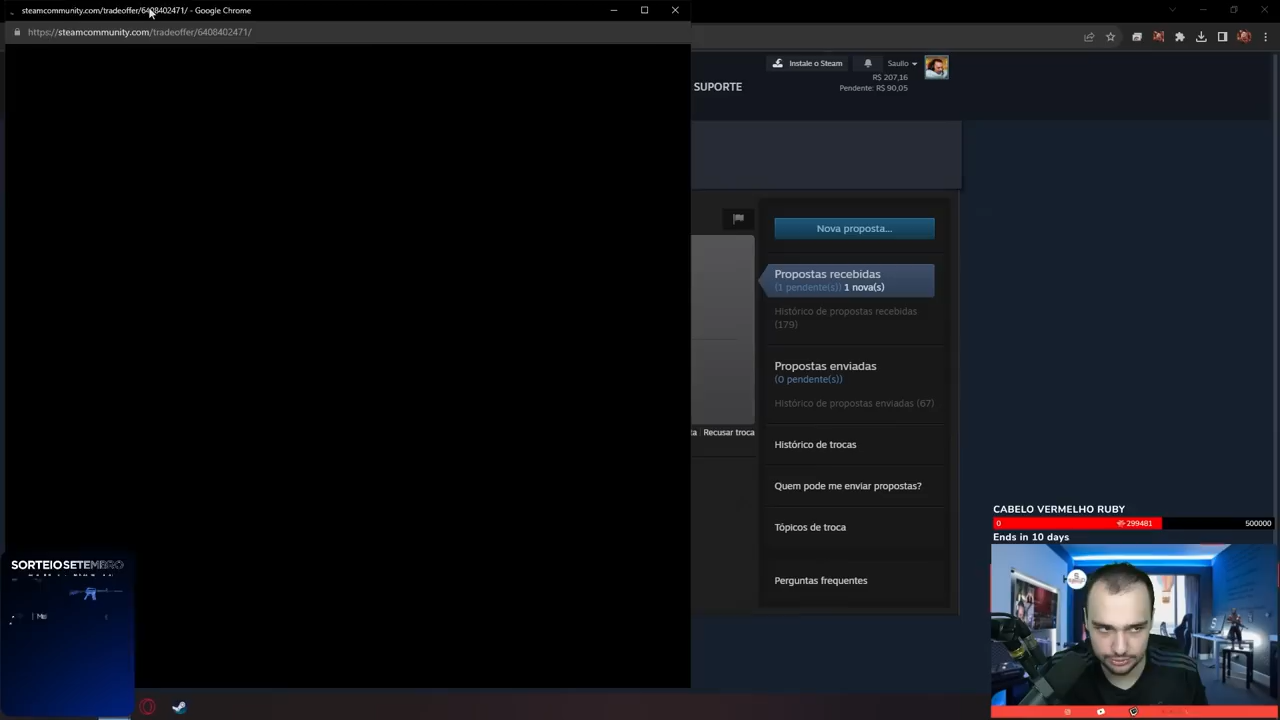 steamcommunity.com/tradeoffer/6408402471/ - Google Chrome
https://steamcommunity.com/tradeoffer/6408402471/
Instale o Steam
Saullo
R$ 207,16
Pendente: R$ 90,05
SUPORTE
Nova proposta...
Propostas recebidas
(1 pendente(s)) 1 nova(s)
Histórico de propostas recebidas
(179)
Propostas enviadas
(0 pendente(s))
Histórico de propostas enviadas (67)
ta Recusar troca
Histórico de trocas
Quem pode me enviar propostas?
Tópicos de troca
Perguntas frequentes
CABELO VERMELHO RUBY
0 299481 500000
Ends in 10 days
SORTEIO SETEMBRO